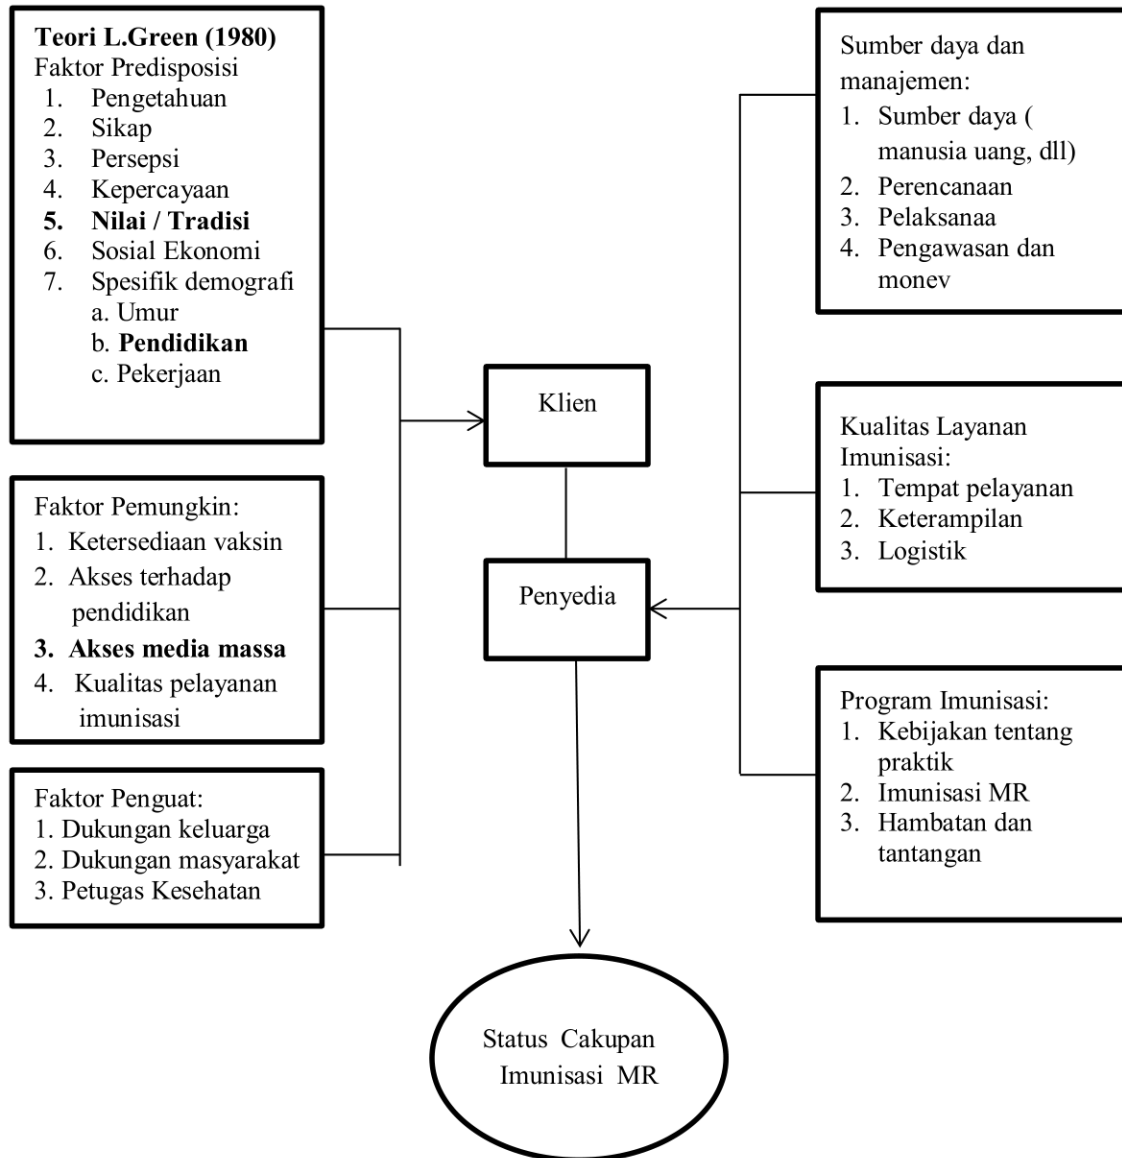 Teori L.Green (1980)
Faktor Predisposisi
1. Pengetahuan
2. Sikap
3. Persepsi
4. Kepercayaan
5. Nilai / Tradisi
6. Sosial Ekonomi
7. Spesifik demografi
a. Umur
b. Pendidikan
c. Pekerjaan
Faktor Pemungkin:
1. Ketersediaan vaksin
2. Akses terhadap
pendidikan
3. Akses media massa
4. Kualitas pelayanan
imunisasi
Faktor Penguat:
1. Dukungan keluarga
2. Dukungan masyarakat
3. Petugas Kesehatan
Klien
Penyedia
Status Cakupan
Imunisasi MR
Sumber daya dan
manajemen:
1. Sumber daya (
manusia uang, dll)
2. Perencanaan
3. Pelaksanaa
4. Pengawasan dan
monev
Kualitas Layanan
Imunisasi:
1. Tempat pelayanan
2. Keterampilan
3. Logistik
Program Imunisasi:
1. Kebijakan tentang
praktik
2. Imunisasi MR
3. Hambatan dan
tantangan